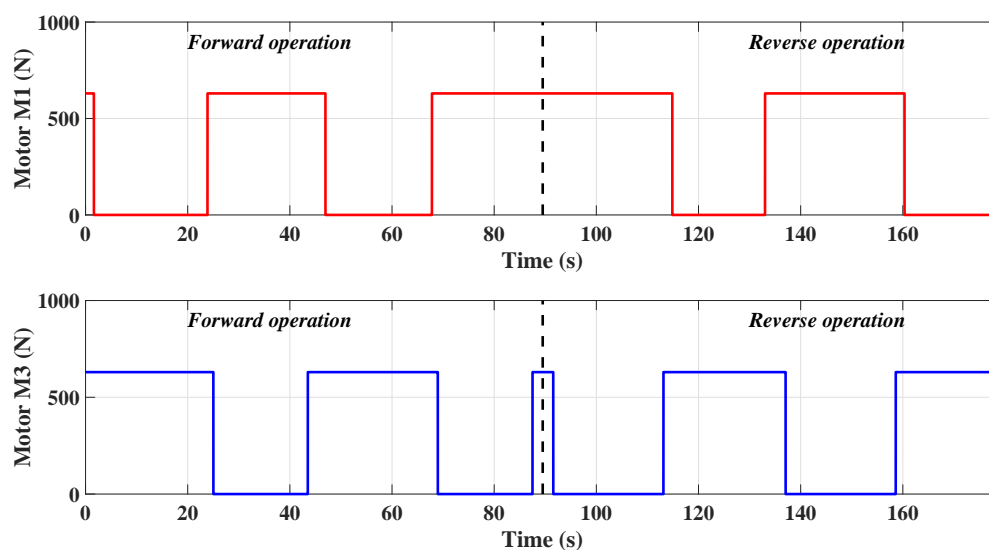 1000
Forward operation
Reverse operation
500
0
Motor M1 (N)
0 20 40 60 80 100 120 140 160
Time (s)
1000
Forward operation
Reverse operation
500
0
Motor M3 (N)
0 20 40 60 80 100 120 140 160
Time (s)